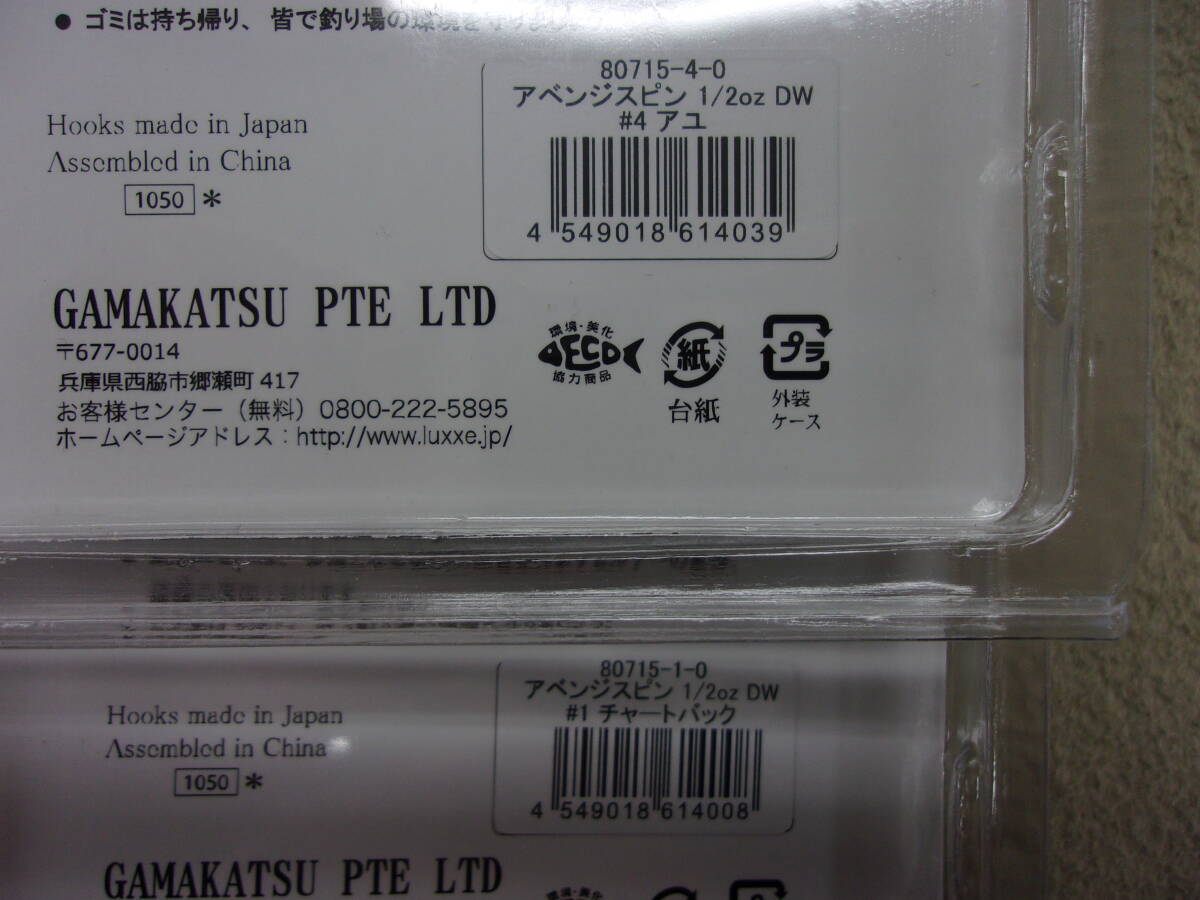 ● ゴミは持ち帰り、皆で釣り場の環境を守りましょう
80715-4-0
アベンジスピン 1/2oz DW
#4 アユ
4 549018 614039
Hooks made in Japan
Assembled in China
1050 *
GAMAKATSU PTE LTD
〒677-0014
兵庫県西脇市郷瀬町 417
お客様センター（無料）0800-222-5895
ホームページアドレス：http://www.luxxe.jp/
環境・美化
ECO
協力商品
紙
台紙
プラ
外装
ケース
80715-1-0
アベンジスピン 1/2oz DW
#1 チャートバック
4 549018 614008
Hooks made in Japan
Assembled in China
1050 *
GAMAKATSU PTE LTD
環境・美化